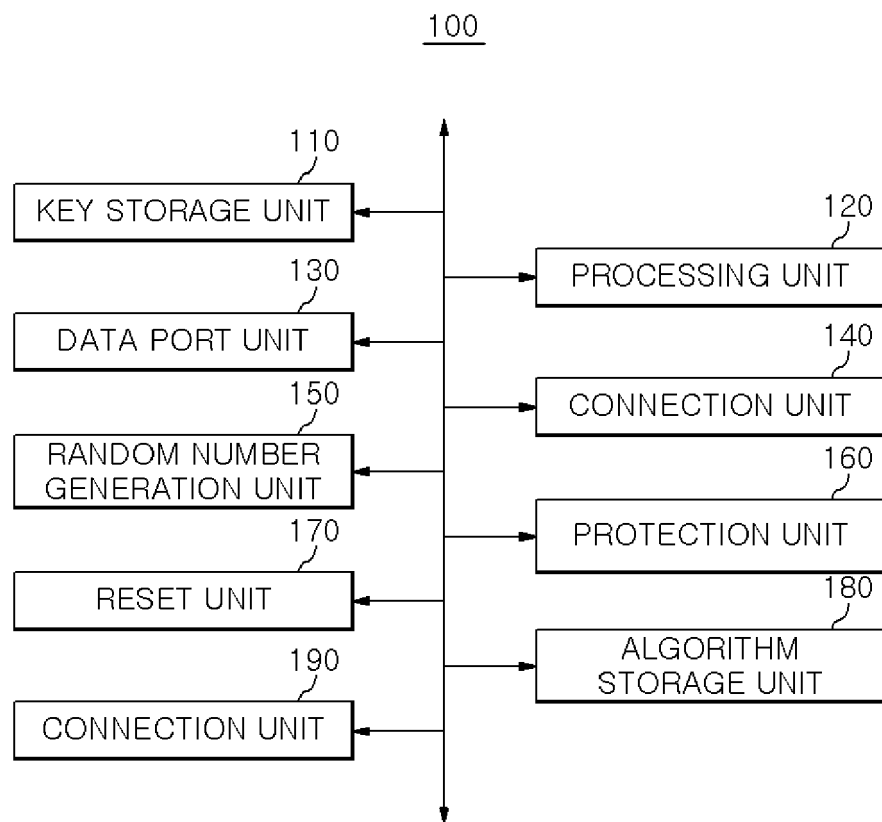 100
110
KEY STORAGE UNIT
120
PROCESSING UNIT
130
DATA PORT UNIT
140
CONNECTION UNIT
150
RANDOM NUMBER
GENERATION UNIT
160
PROTECTION UNIT
170
RESET UNIT
180
ALGORITHM
STORAGE UNIT
190
CONNECTION UNIT